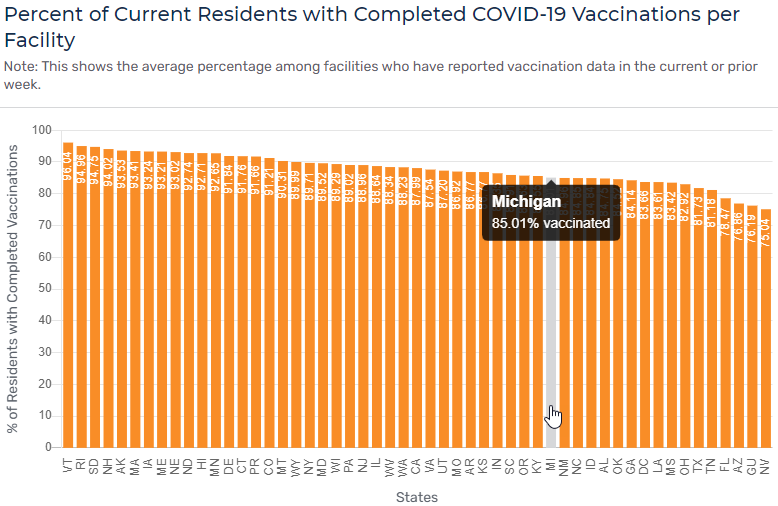 Percent of Current Residents with Completed COVID-19 Vaccinations per
Facility
Note: This shows the average percentage among facilities who have reported vaccination data in the current or prior
week.
% of Residents with Completed Vaccinations
100
90
80
70
60
50
40
30
20
10
0
96.04 94.96 94.75 94.02 93.53 93.41 93.24 93.21 93.02 92.74 92.71 92.65 91.84 91.76 91.66 91.21 90.31 89.99 89.71 89.52 89.29 89.02 88.96 88.64 88.34 88.23 87.99 87.54 87.20 86.92 86.77 84.14 83.68 83.61 83.42 82.92 81.73 81.18 78.47 76.86 76.19 75.04
Michigan
85.01% vaccinated
VT RI SD NH AK MA IA ME NE ND HI MN DE CT PR CO MT WY NY MD WI PA NJ IL WV WA CA VA UT MO AR KS IN SC OR KY MI NM NC ID AL OK GA DC LA MS OH TX TN FL AZ GU NV
States